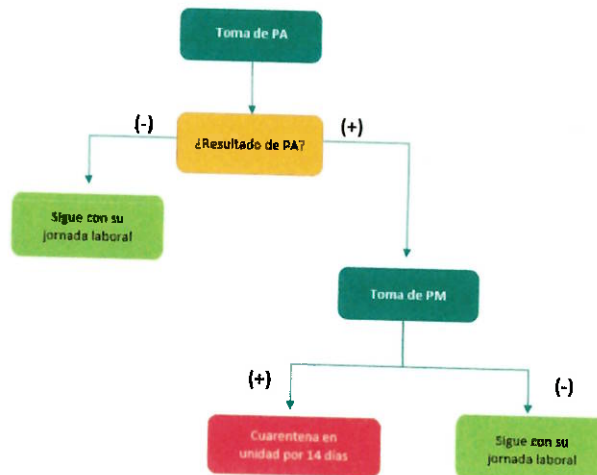 Toma de PA
(-)
(+)
¿Resultado de PA?
Sigue con su
jornada laboral
Toma de PM
(+)
(-)
Cuarentena en
unidad por 14 días
Sigue con su
jornada laboral